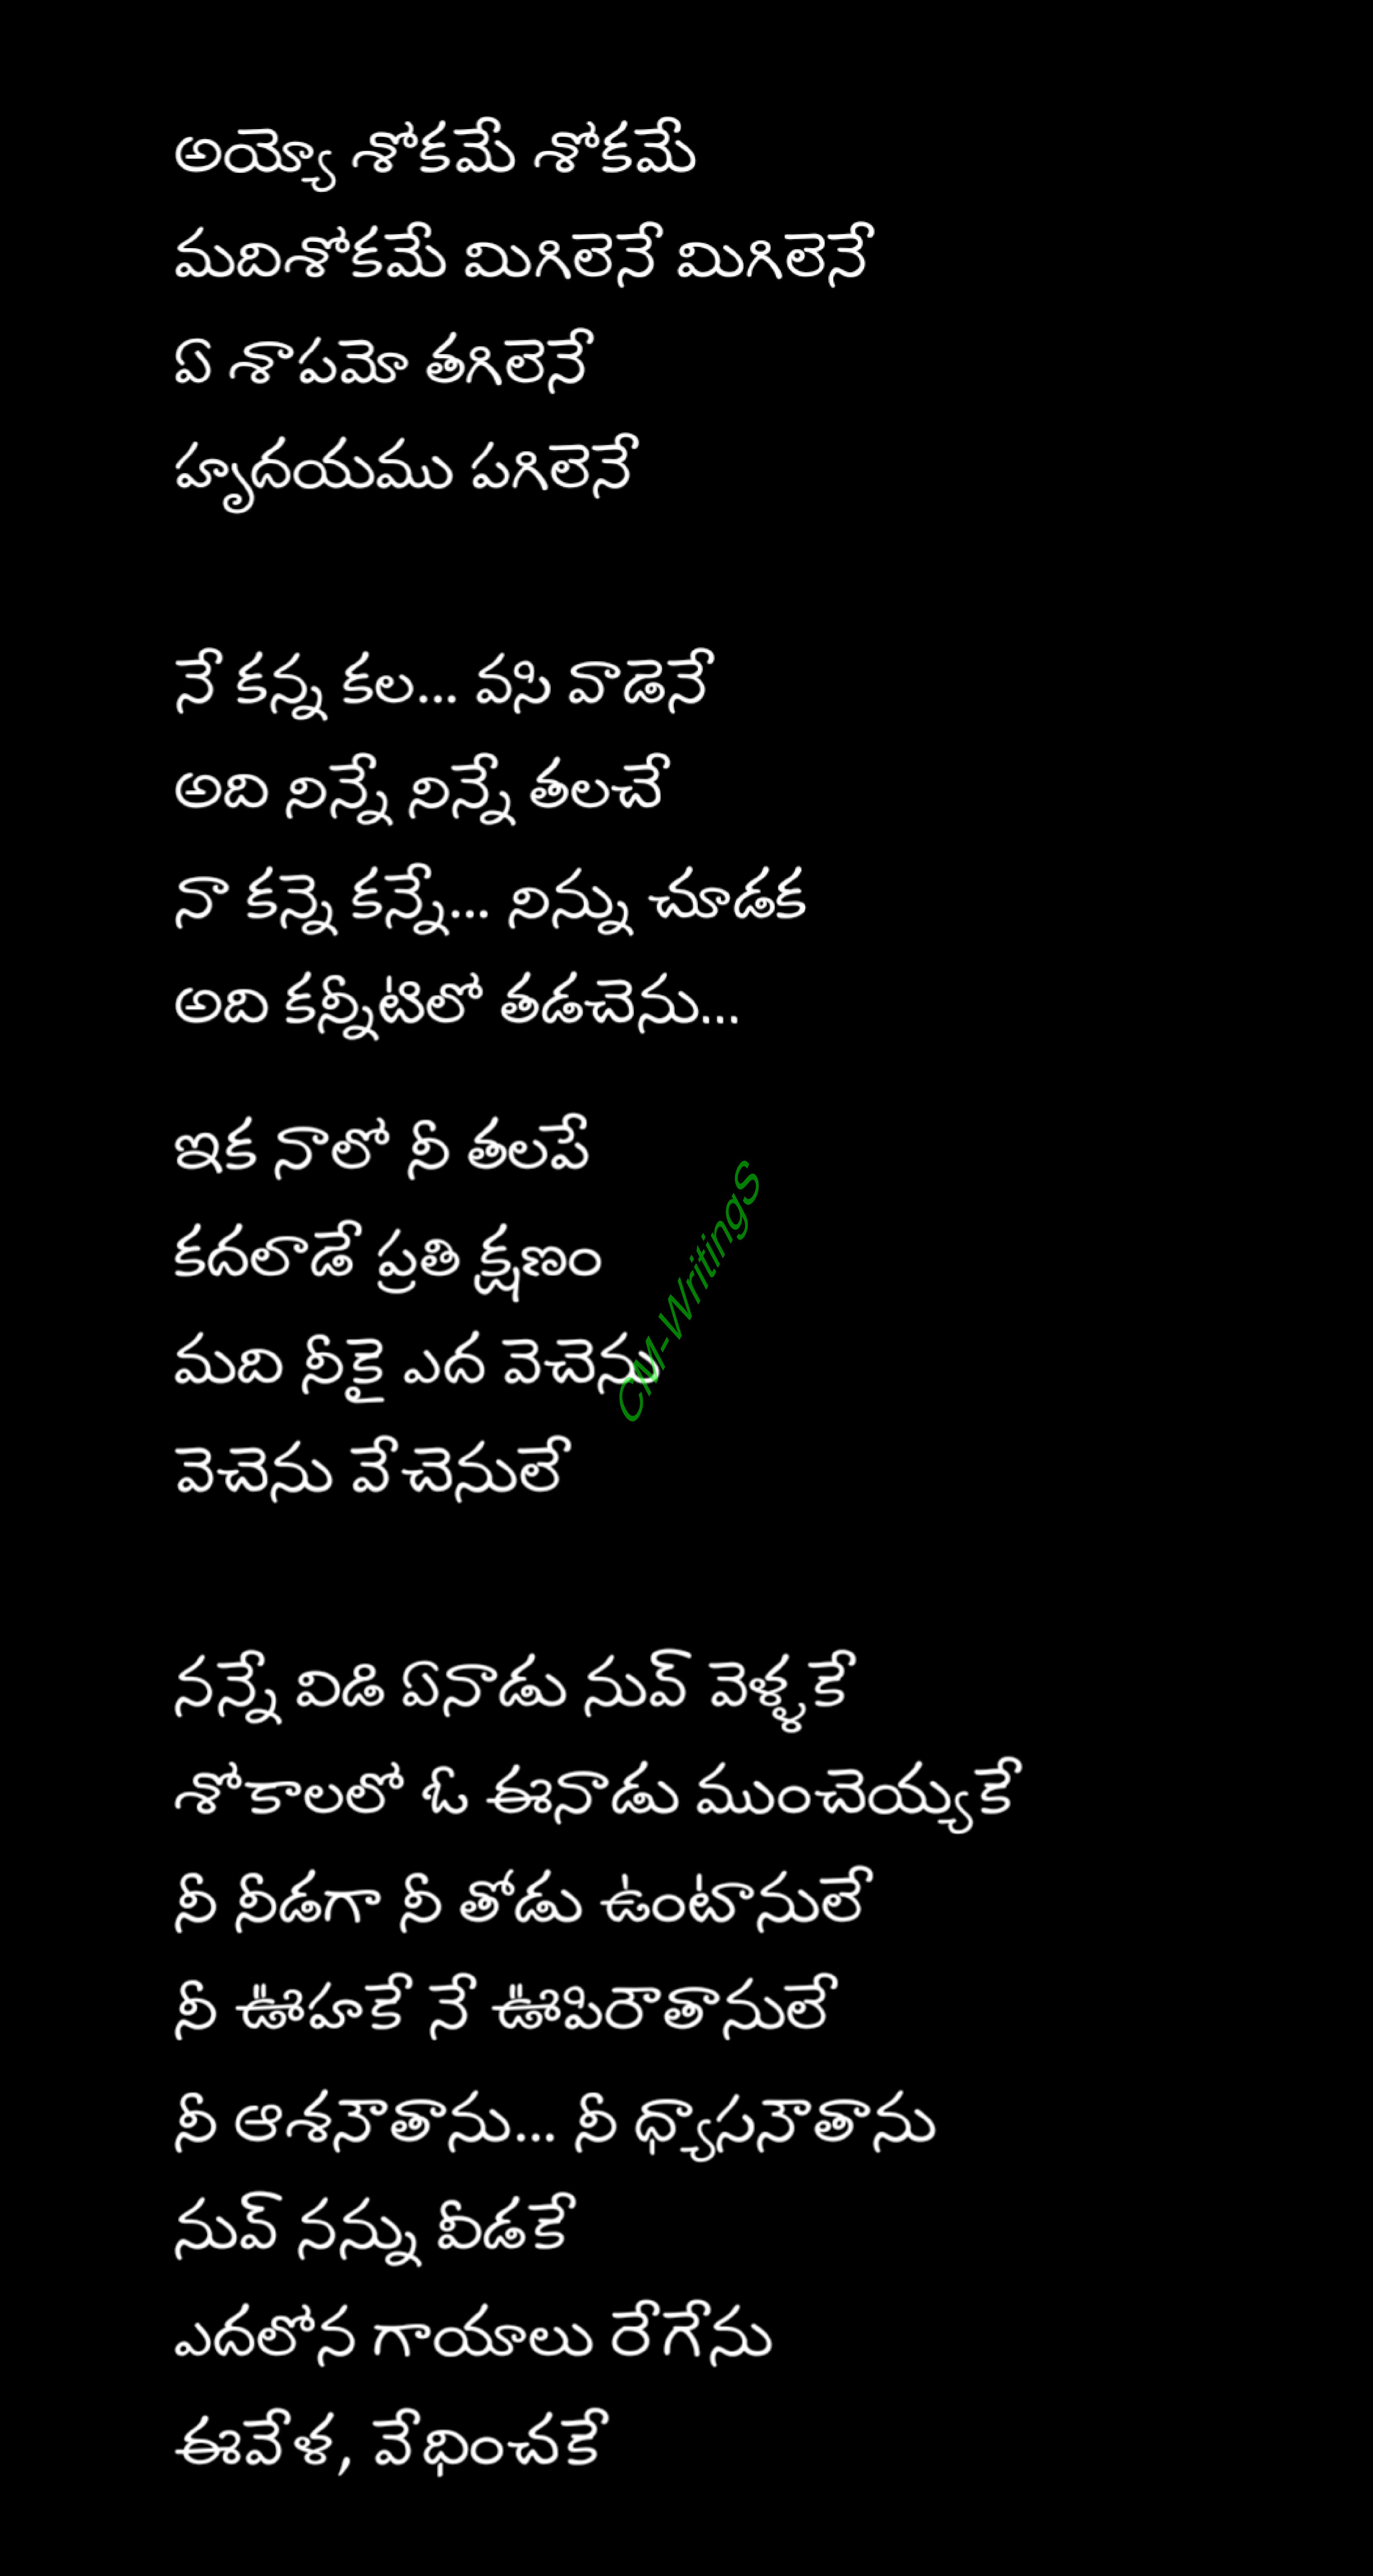 అయ్యో శోకమే శోకమే
మదిశోకమే మిగిలెనే మిగిలెనే
ఏ శాపమో తగిలెనే
హృదయము పగిలెనే
నే కన్న కల... వసి వాడెనే
అది నిన్నే నిన్నే తలచే
నా కన్నె కన్నే... నిన్ను చూడక
అది కన్నీటిలో తడచెను...
ఇక నాలో నీ తలపే
కదలాడే ప్రతి క్షణం
మది నీకై ఎద వెచెను
వెచెను వేచెనులే
CM-WritingS
నన్నే విడి ఏనాడు నువ్ వెళ్ళకే
శోకాలలో ఓ ఈనాడు ముంచెయ్యకే
నీ నీడగా నీ తోడు ఉంటానులే
నీ ఊహకే నే ఊపిరౌతానులే
నీ ఆశనౌతాను... నీ ధ్యాసనౌతాను
నువ్ నన్ను వీడకే
ఎదలోన గాయాలు రేగేను
ఈవేళ, వేధించకే